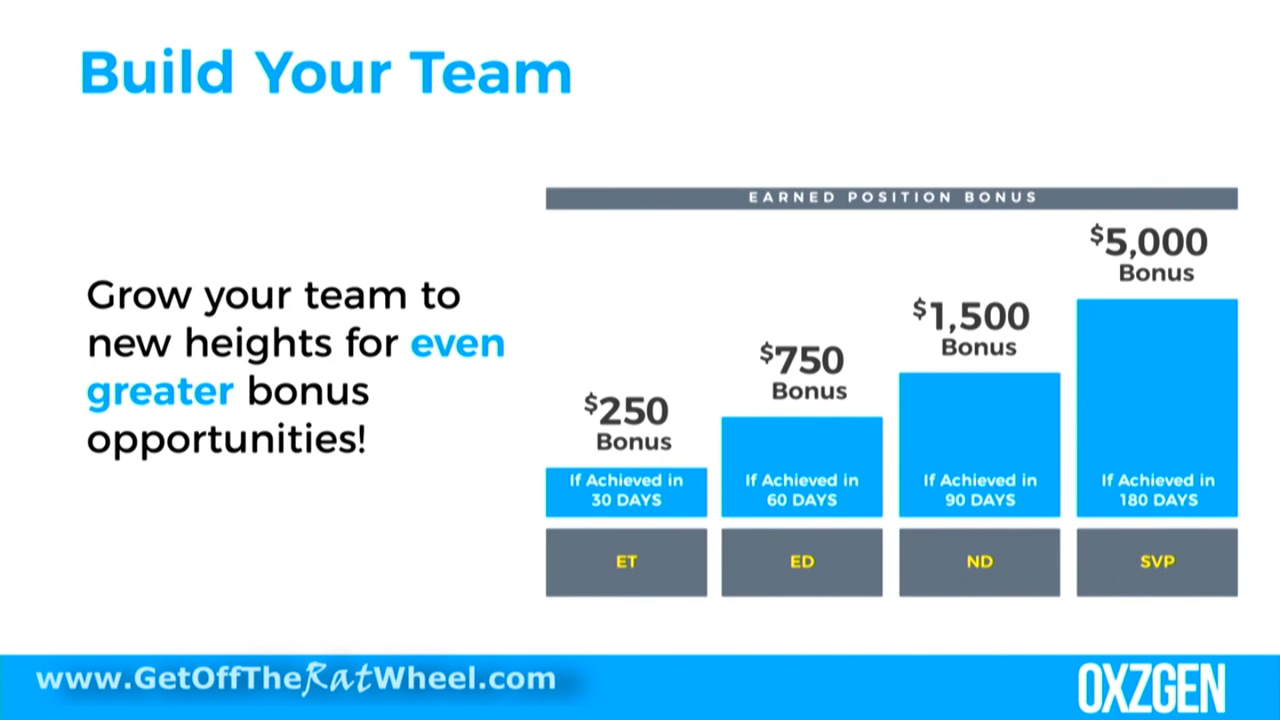 Build Your Team
EARNED POSITION BONUS
Grow your team to
new heights for even
greater bonus
opportunities!
$250
Bonus
If Achieved in
30 DAYS
ET
$750
Bonus
If Achieved in
60 DAYS
ED
$1,500
Bonus
If Achieved in
90 DAYS
ND
$5,000
Bonus
If Achieved in
180 DAYS
SVP
www.GetOffTheRatWheel.com
OXZGEN